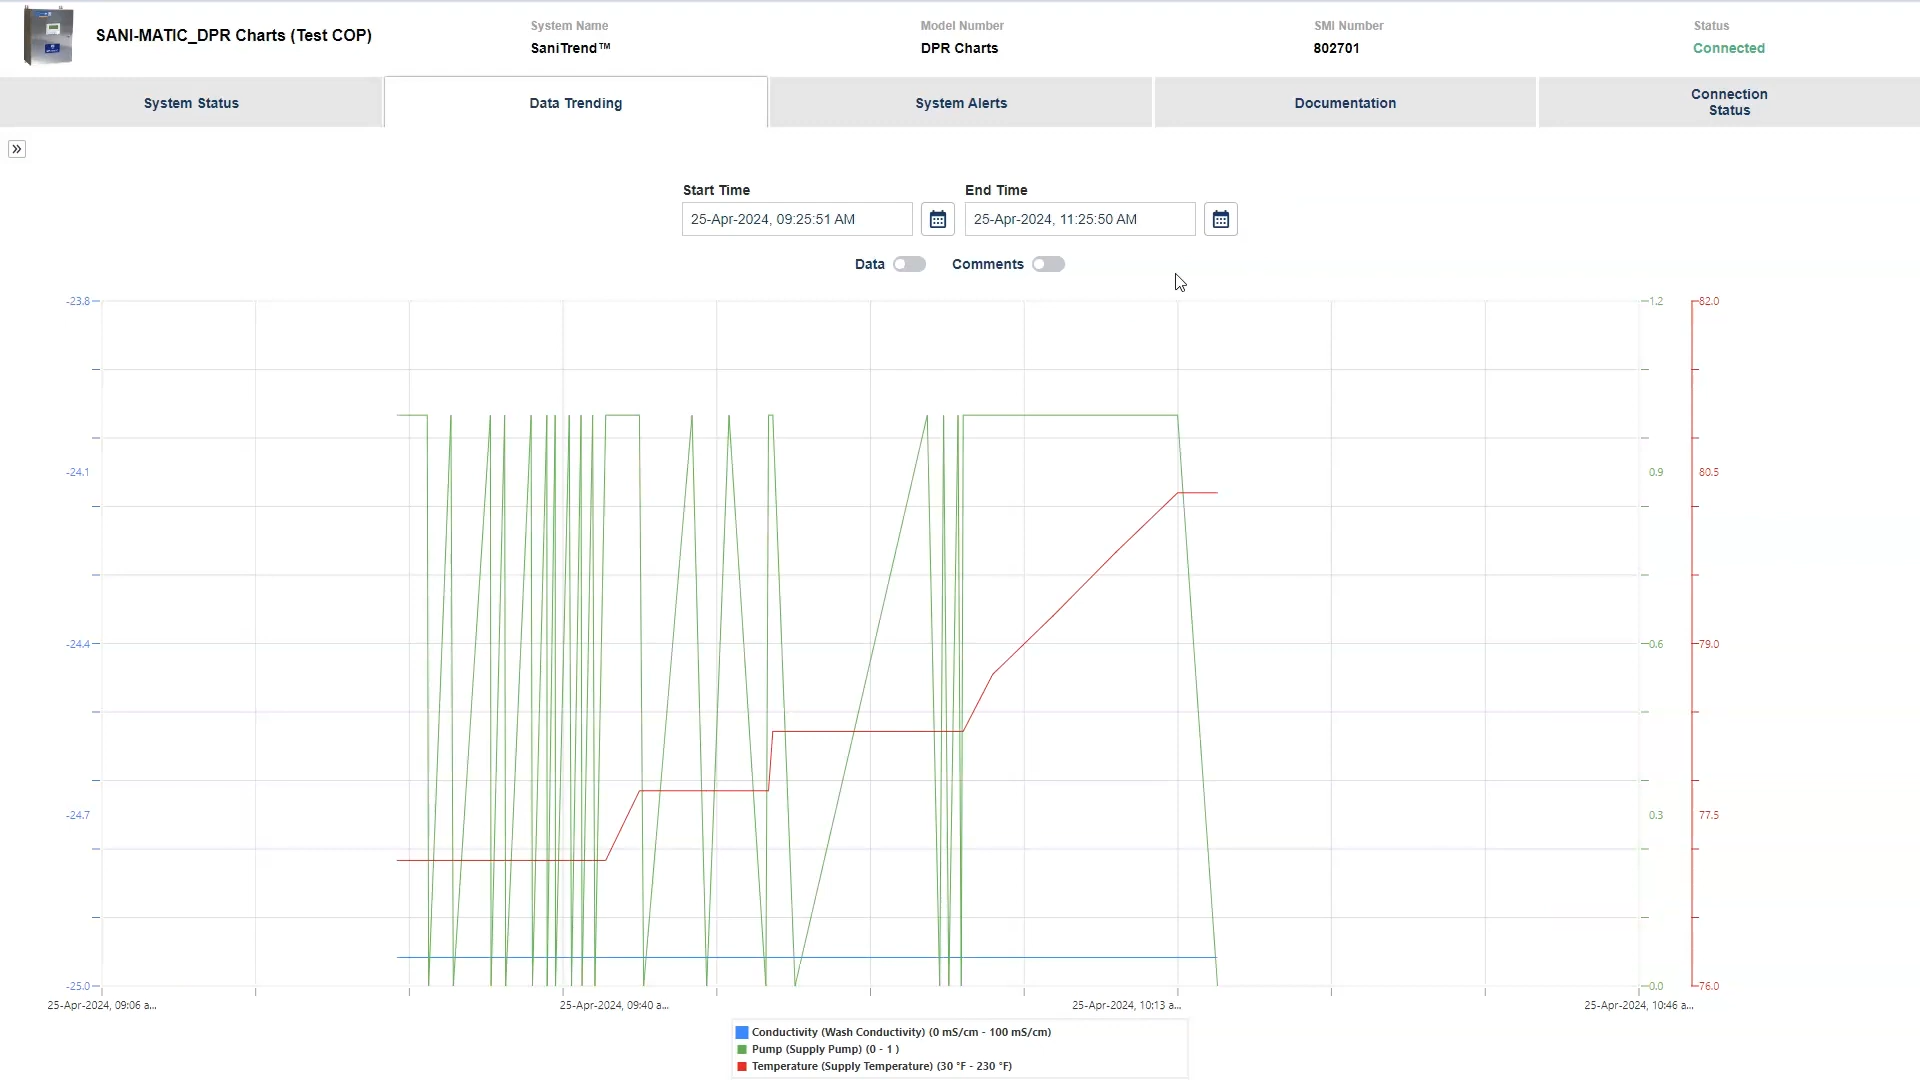 SANI-MATIC_DPR Charts (Test COP)
System Name
SaniTrend™
Model Number
DPR Charts
SMI Number
802701
Status
Connected
System Status
Data Trending
System Alerts
Documentation
Connection
Status
Start Time
End Time
25-Apr-2024, 09:25:51 AM
25-Apr-2024, 11:25:50 AM
Data
Comments
-23.8
1.2
82.0
-24.1
0.9
80.5
-24.4
0.6
79.0
-24.7
0.3
77.5
-25.0
0.0
76.0
25-Apr-2024, 09:06 a...
25-Apr-2024, 09:40 a...
25-Apr-2024, 10:13 a...
25-Apr-2024, 10:46 a...
Conductivity (Wash Conductivity) (0 mS/cm - 100 mS/cm)
Pump (Supply Pump) (0 - 1 )
Temperature (Supply Temperature) (30 °F - 230 °F)